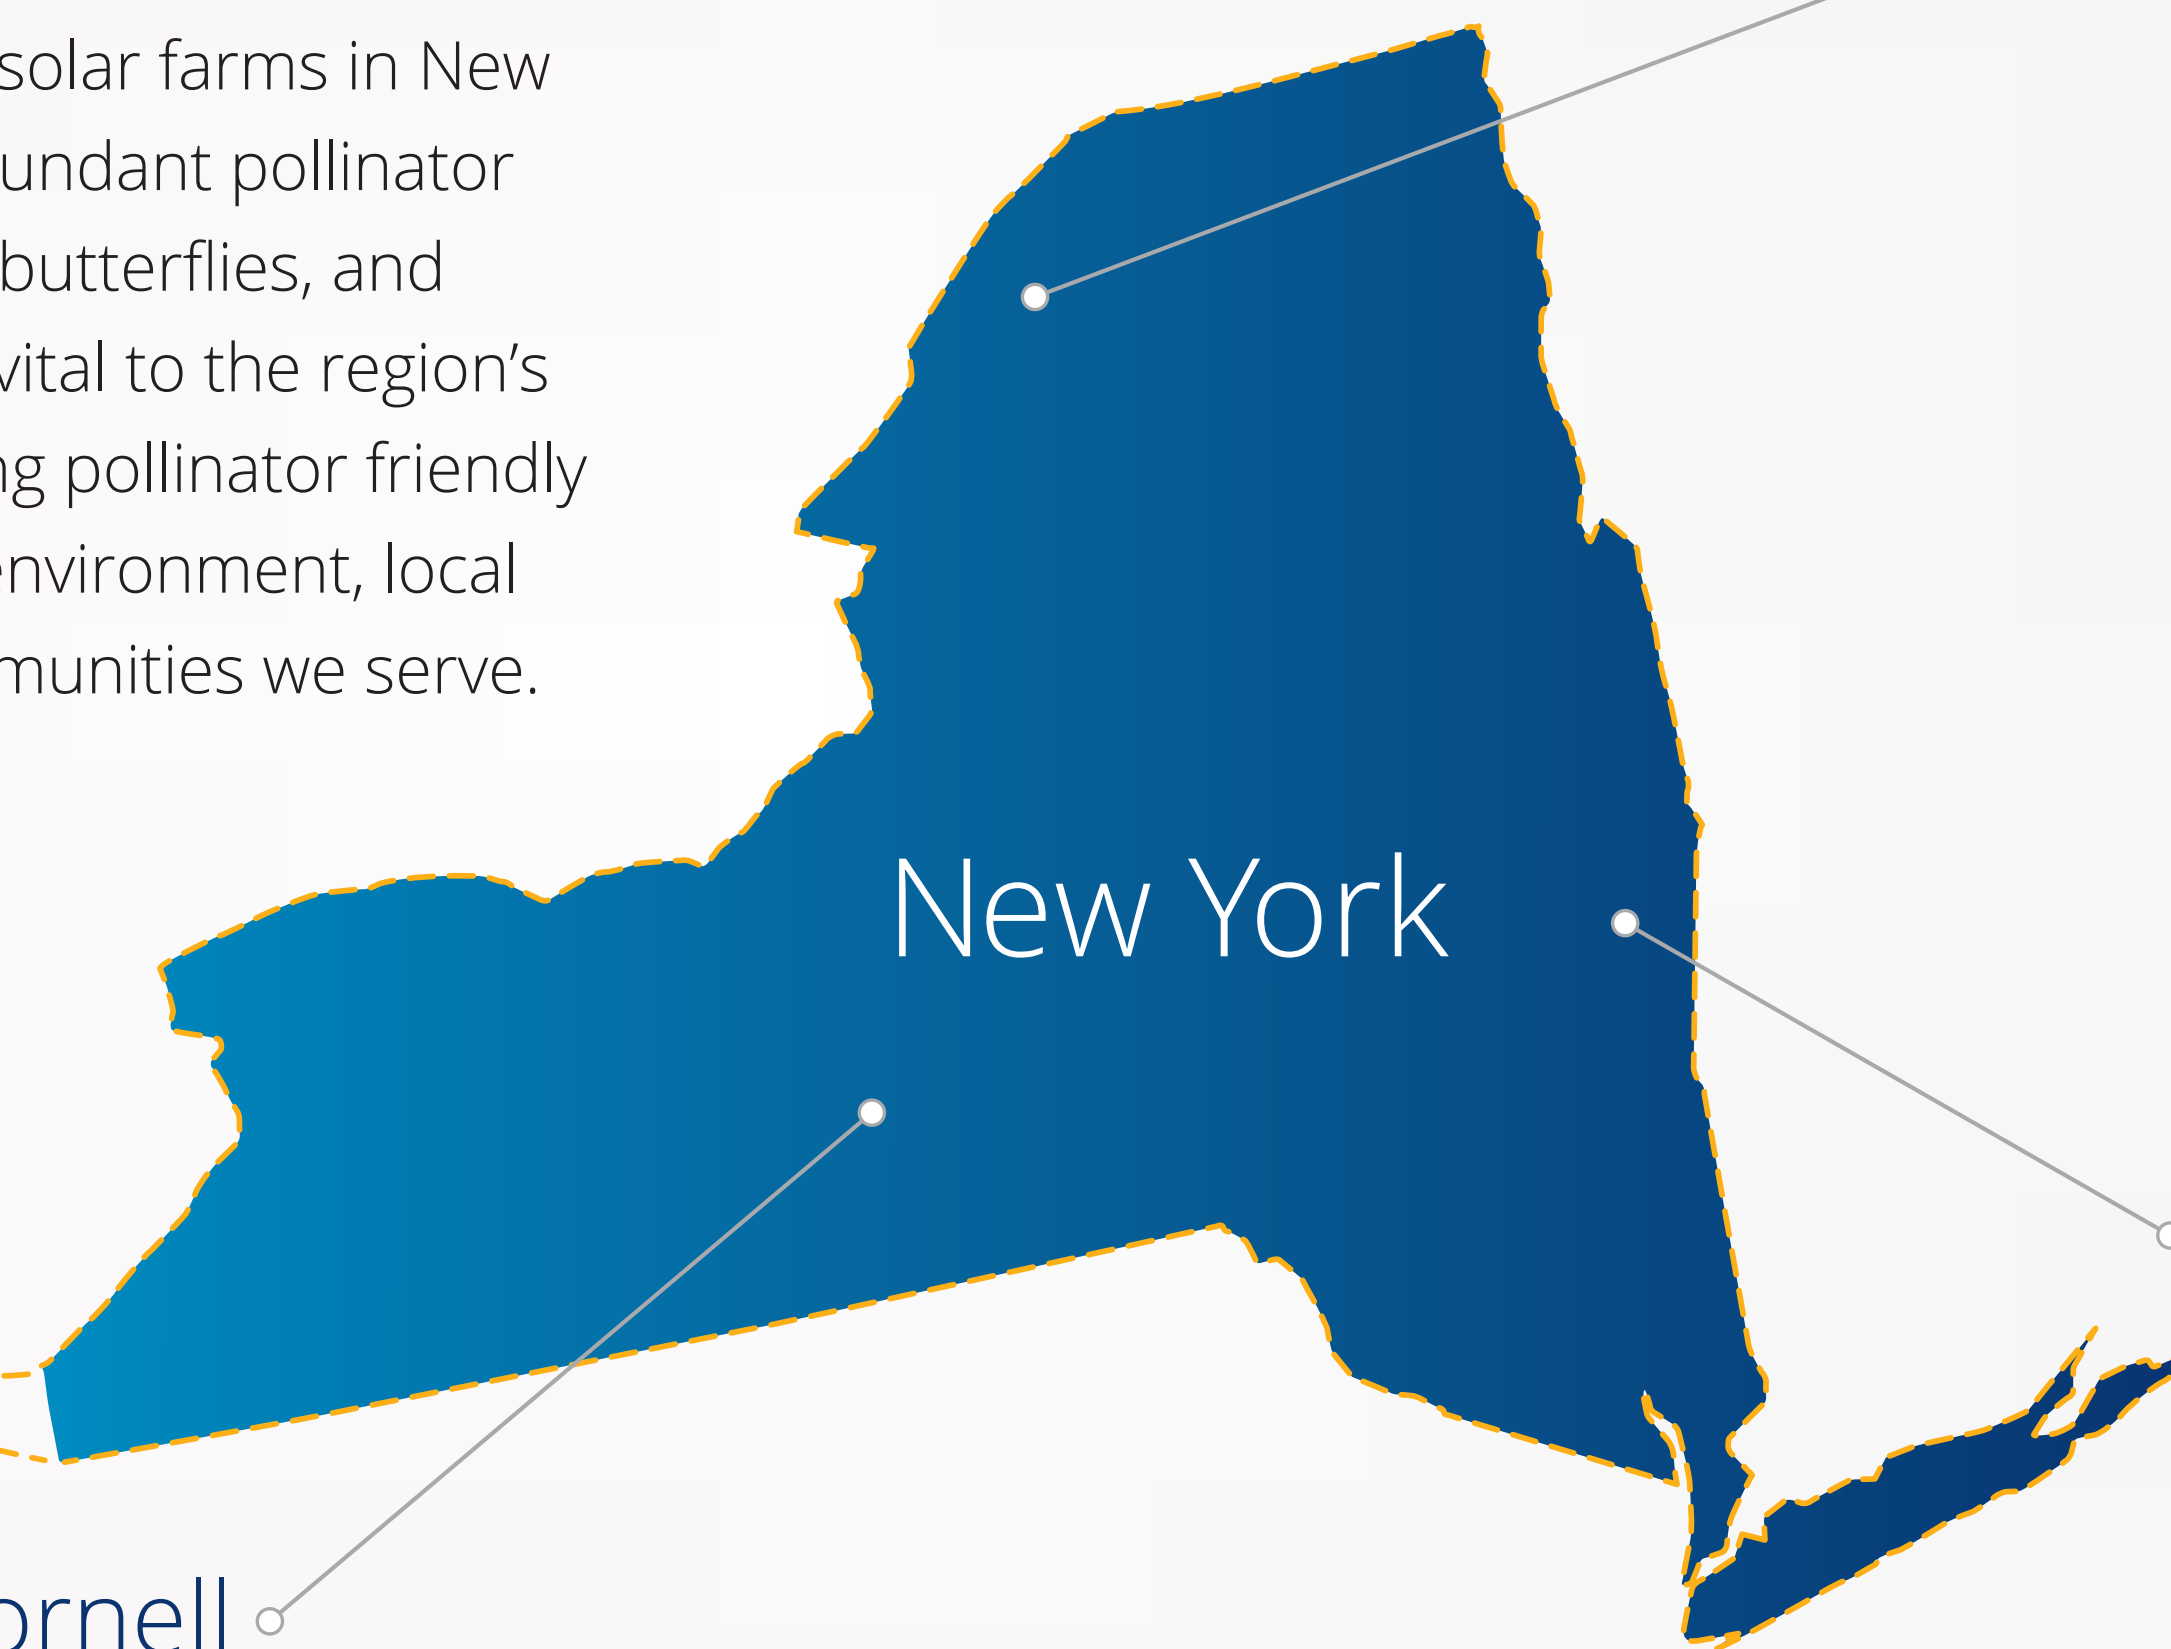 solar farms in New
undant pollinator
butterflies, and
vital to the region’s
ng pollinator friendly
environment, local
munities we serve.
New York
ornell